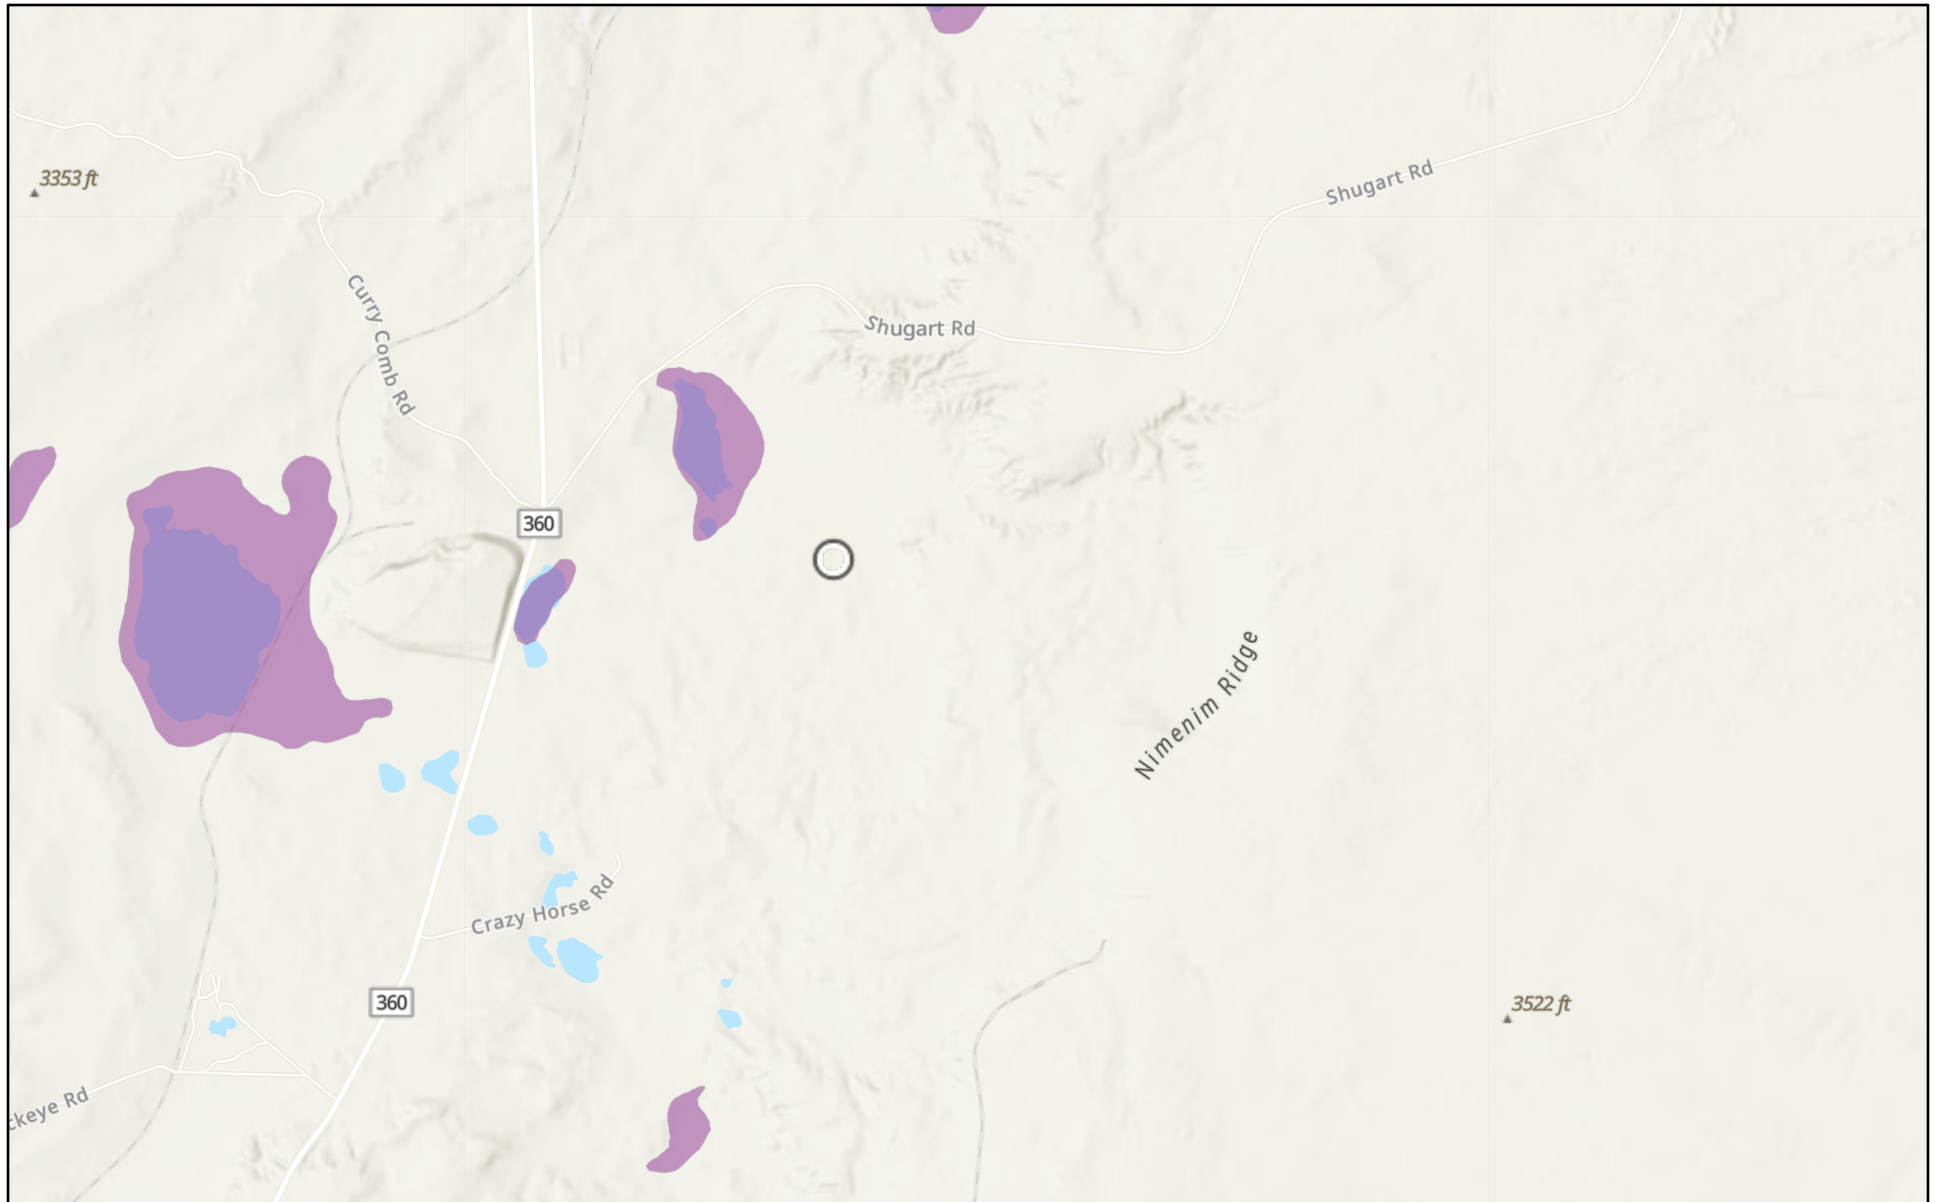 Shugart Rd
3353 ft
Curry Comb Rd
Shugart Rd
360
Nimenim Ridge
Crazy Horse Rd
360
3522 ft
ckeye Rd